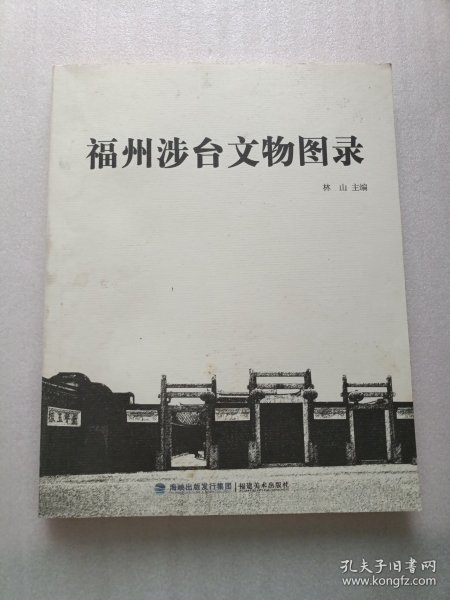 福州涉台文物图录
林 山 主编
海峡出版发行集团 | 福建美术出版社
孔夫子旧书网
www.kongfz.com